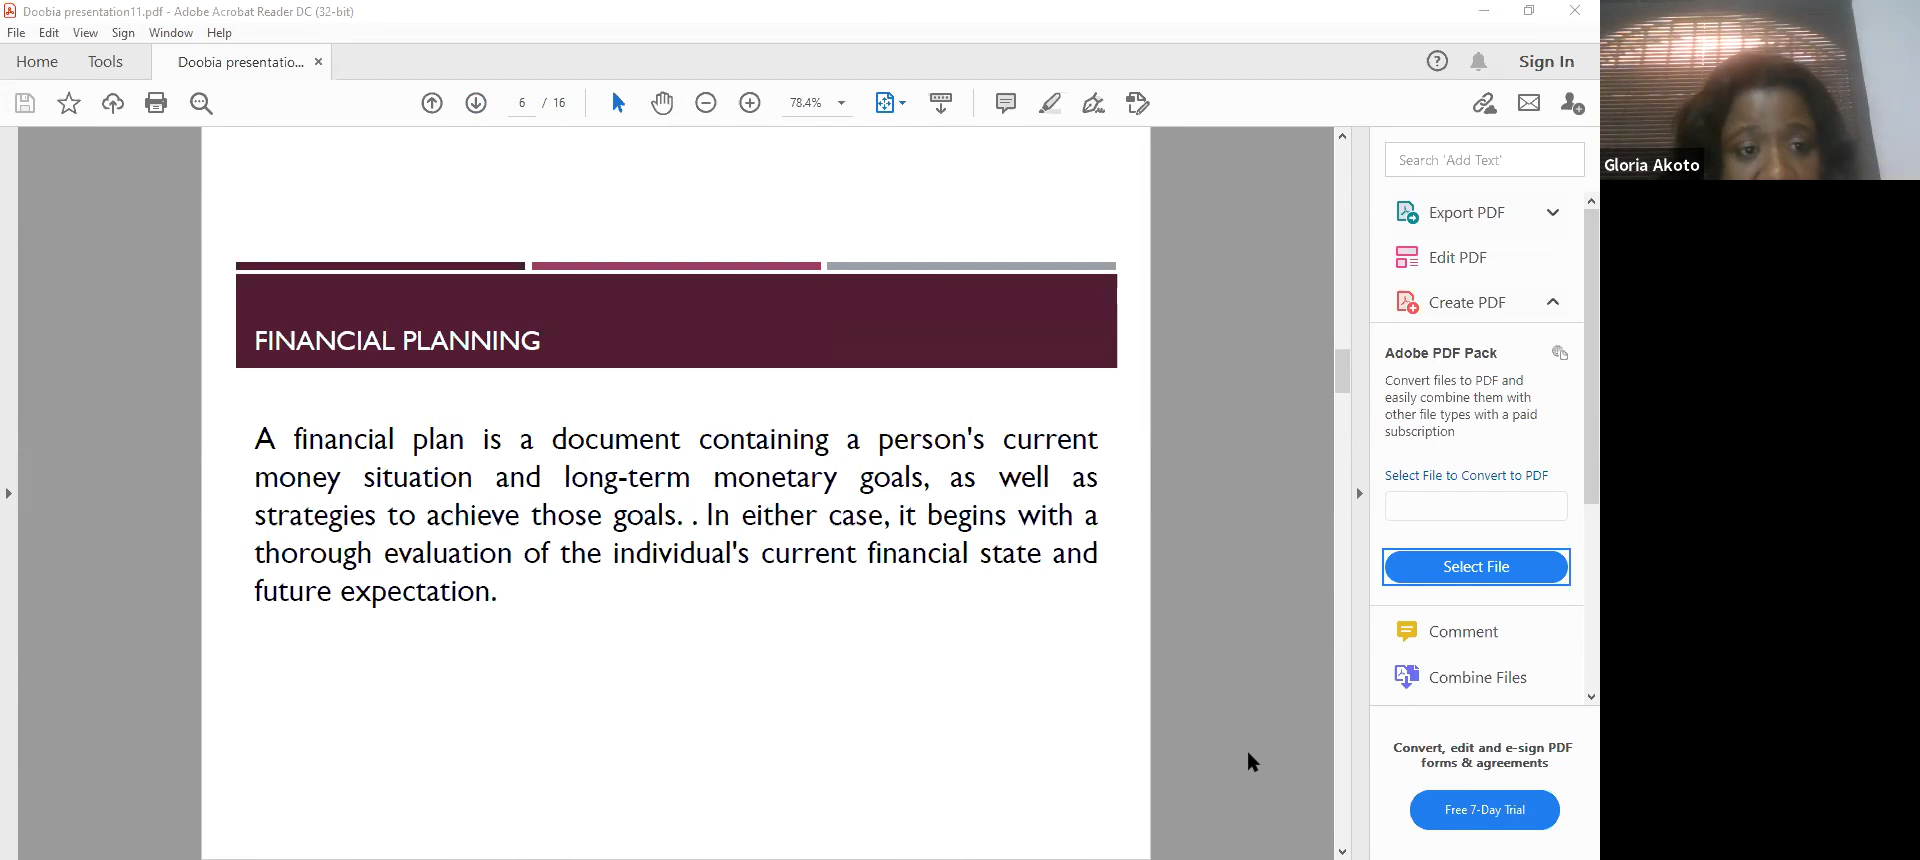 Doobia presentation11.pdf - Adobe Acrobat Reader DC (32-bit)
File Edit View Sign Window Help
Home Tools Doobia presentatio... × Sign In
6 / 16 78.4%
Gloria Akoto
Search 'Add Text'
Export PDF
Edit PDF
Create PDF
Adobe PDF Pack
Convert files to PDF and
easily combine them with
other file types with a paid
subscription
Select File to Convert to PDF
Select File
Comment
Combine Files
Convert, edit and e-sign PDF
forms & agreements
Free 7-Day Trial
FINANCIAL PLANNING
A financial plan is a document containing a person's current
money situation and long-term monetary goals, as well as
strategies to achieve those goals. . In either case, it begins with a
thorough evaluation of the individual's current financial state and
future expectation.